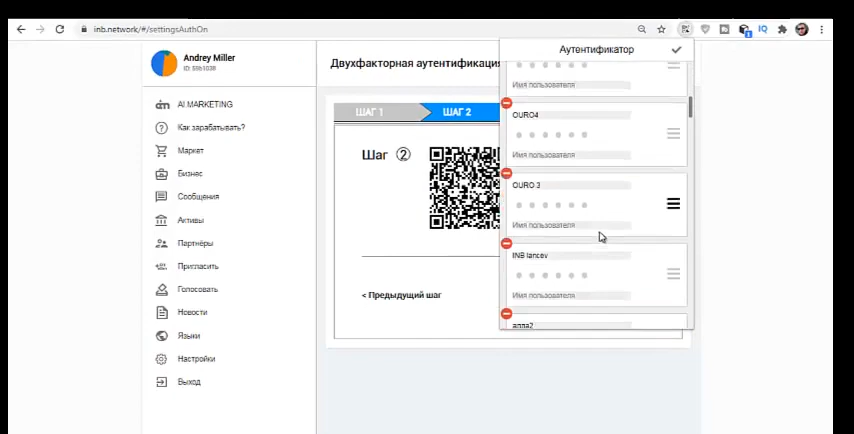 inb.network/#/settingsAuthOn
Andrey Miller
AI MARKETING
Как зарабатывать?
Маркет
Бизнес
Сообщения
Активы
Партнёры
Пригласить
Голосовать
Новости
Языки
Настройки
Выход
Двухфакторная аутентификация
ШАГ 1
ШАГ 2
Шаг 2
< Предыдущий шаг
Аутентификатор
Имя пользователя
OURO4
Имя пользователя
OURO 3
Имя пользователя
INB lancev
Имя пользователя
anna2